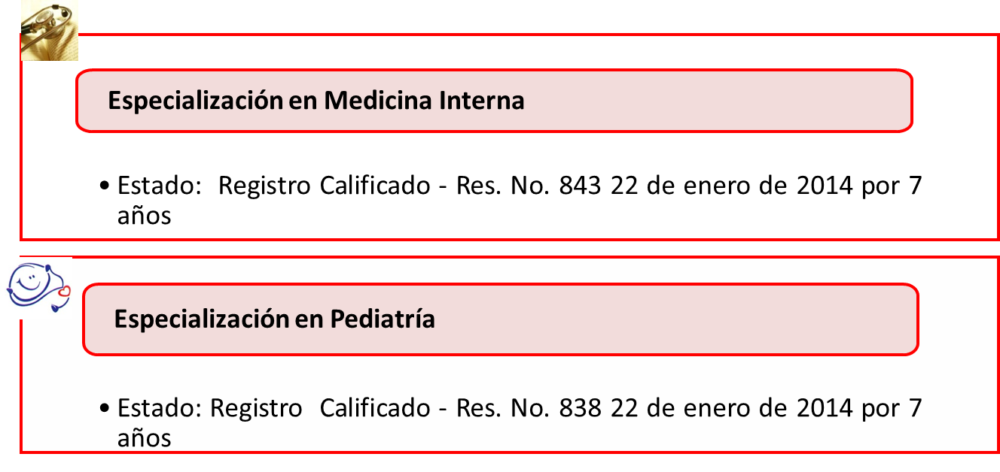 Especialización en Medicina Interna
• Estado: Registro Calificado - Res. No. 843 22 de enero de 2014 por 7
años
Especialización en Pediatría
• Estado: Registro Calificado - Res. No. 838 22 de enero de 2014 por 7
años